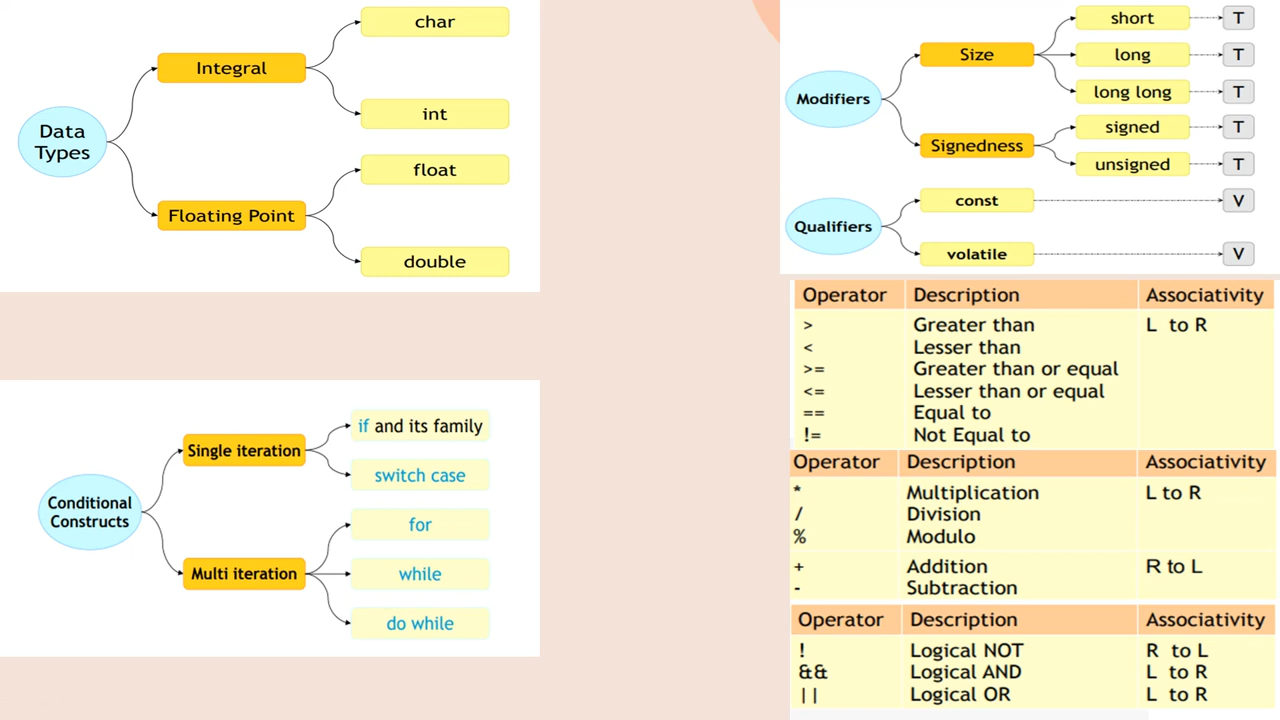 Data
Types
Integral
char
int
Floating Point
float
double
Modifiers
Size
short
T
long
T
long long
T
Signedness
signed
T
unsigned
T
Qualifiers
const
V
volatile
V
Conditional
Constructs
Single iteration
if and its family
switch case
Multi iteration
for
while
do while
Operator Description Associativity
> Greater than L to R
< Lesser than
>= Greater than or equal
<= Lesser than or equal
== Equal to
!= Not Equal to
Operator Description Associativity
* Multiplication L to R
/ Division
% Modulo
+ Addition R to L
- Subtraction
Operator Description Associativity
! Logical NOT R to L
&& Logical AND L to R
|| Logical OR L to R